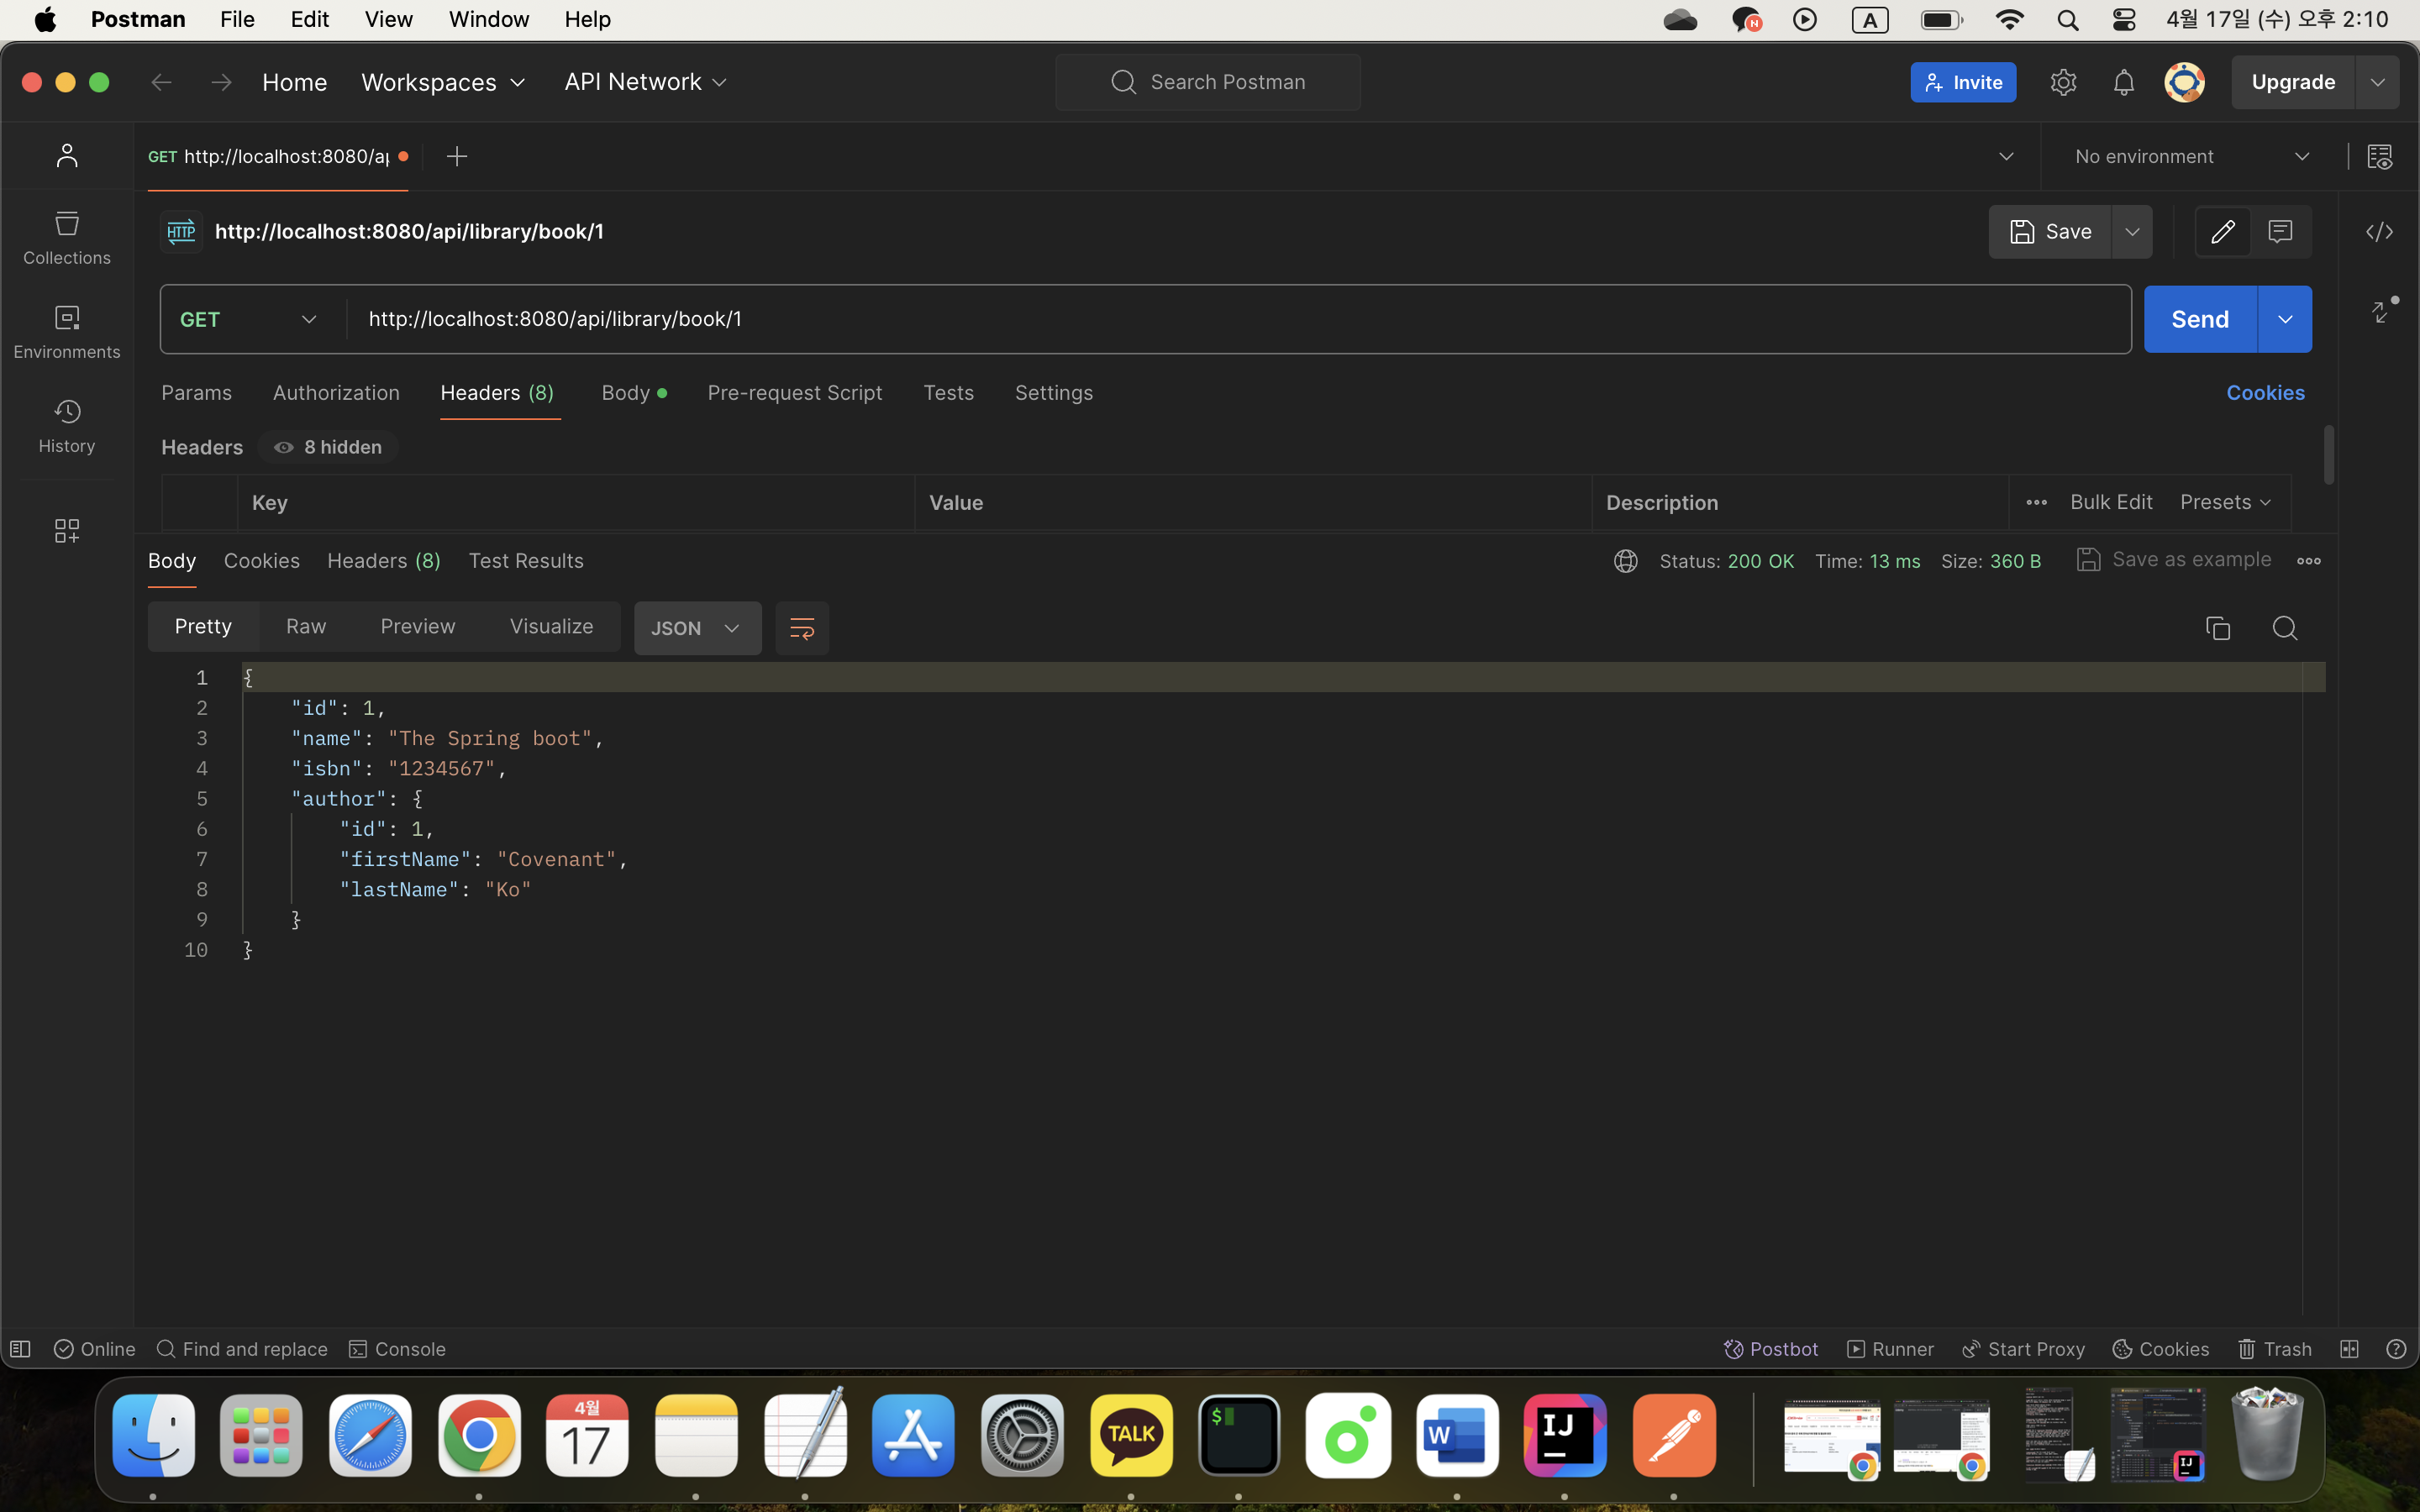 Postman File Edit View Window Help A 4월 17일 (수) 오후 2:10
Home Workspaces API Network Search Postman Invite Upgrade
GET http://localhost:8080/ap No environment
HTTP http://localhost:8080/api/library/book/1 Save
GET http://localhost:8080/api/library/book/1 Send
Collections
Environments
History
Params Authorization Headers (8) Body Pre-request Script Tests Settings Cookies
Headers 8 hidden
Key Value Description Bulk Edit Presets
Body Cookies Headers (8) Test Results Status: 200 OK Time: 13 ms Size: 360 B Save as example
Pretty Raw Preview Visualize JSON
1 {
2 "id": 1,
3 "name": "The Spring boot",
4 "isbn": "1234567",
5 "author": {
6 "id": 1,
7 "firstName": "Covenant",
8 "lastName": "Ko"
9 }
10 }
Online Find and replace Console Postbot Runner Start Proxy Cookies Trash
4월
17
TALK
$
W
IJ
IJ